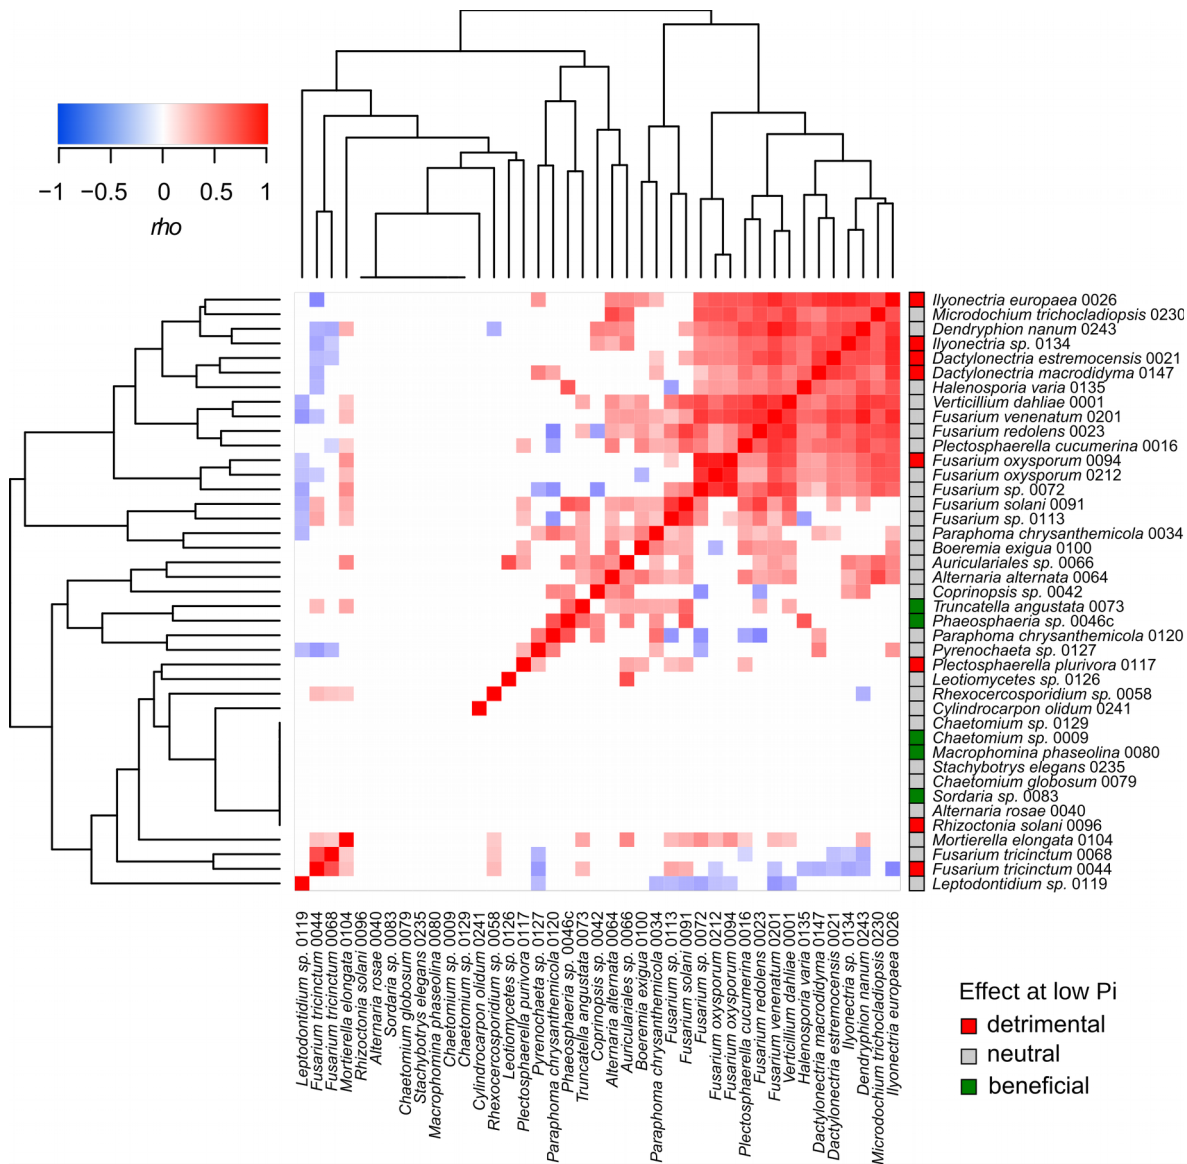 −1 −0.5 0 0.5 1
rho
Ilyonectria europaea 0026
Microdochium trichocladiopsis 0230
Dendryphion nanum 0243
Ilyonectria sp. 0134
Dactylonectria estremocensis 0021
Dactylonectria macrodidyma 0147
Halenosporia varia 0135
Verticillium dahliae 0001
Fusarium venenatum 0201
Fusarium redolens 0023
Plectosphaerella cucumerina 0016
Fusarium oxysporum 0094
Fusarium oxysporum 0212
Fusarium sp. 0072
Fusarium solani 0091
Fusarium sp. 0113
Paraphoma chrysanthemicola 0034
Boeremia exigua 0100
Auriculariales sp. 0066
Alternaria alternata 0064
Coprinopsis sp. 0042
Truncatella angustata 0073
Phaeosphaeria sp. 0046c
Paraphoma chrysanthemicola 0120
Pyrenochaeta sp. 0127
Plectosphaerella plurivora 0117
Leotiomycetes sp. 0126
Rhexocercosporidium sp. 0058
Cylindrocarpon olidum 0241
Chaetomium sp. 0129
Chaetomium sp. 0009
Macrophomina phaseolina 0080
Stachybotrys elegans 0235
Chaetomium globosum 0079
Sordaria sp. 0083
Alternaria rosae 0040
Rhizoctonia solani 0096
Mortierella elongata 0104
Fusarium tricinctum 0068
Fusarium tricinctum 0044
Leptodontidium sp. 0119
Leptodontidium sp. 0119
Fusarium tricinctum 0044
Fusarium tricinctum 0068
Mortierella elongata 0104
Rhizoctonia solani 0096
Alternaria rosae 0040
Sordaria sp. 0083
Chaetomium globosum 0079
Stachybotrys elegans 0235
Macrophomina phaseolina 0080
Chaetomium sp. 0009
Chaetomium sp. 0129
Cylindrocarpon olidum 0241
Rhexocercosporidium sp. 0058
Leotiomycetes sp. 0126
Plectosphaerella purivora 0117
Pyrenochaeta sp. 0127
Paraphoma chrysanthemicola 0120
Phaeosphaeria sp. 0046c
Truncatella angustata 0073
Coprinopsis sp. 0042
Alternaria alternata 0064
Auriculariales sp. 0066
Boeremia exigua 0100
Paraphoma chrysanthemicola 0034
Fusarium sp. 0113
Fusarium solani 0091
Fusarium sp. 0072
Fusarium oxysporum 0212
Fusarium oxysporum 0094
Plectosphaerella cucumerina 0016
Fusarium redolens 0023
Fusarium venenatum 0201
Verticillium dahliae 0001
Halenosporia varia 0135
Dactylonectria macrodidyma 0147
Dactylonectria estremocensis 0021
Ilyonectria sp. 0134
Dendryphion nanum 0243
Microdochium trichocladiopsis 0230
Ilyonectria europaea 0026
Effect at low Pi
detrimental
neutral
beneficial